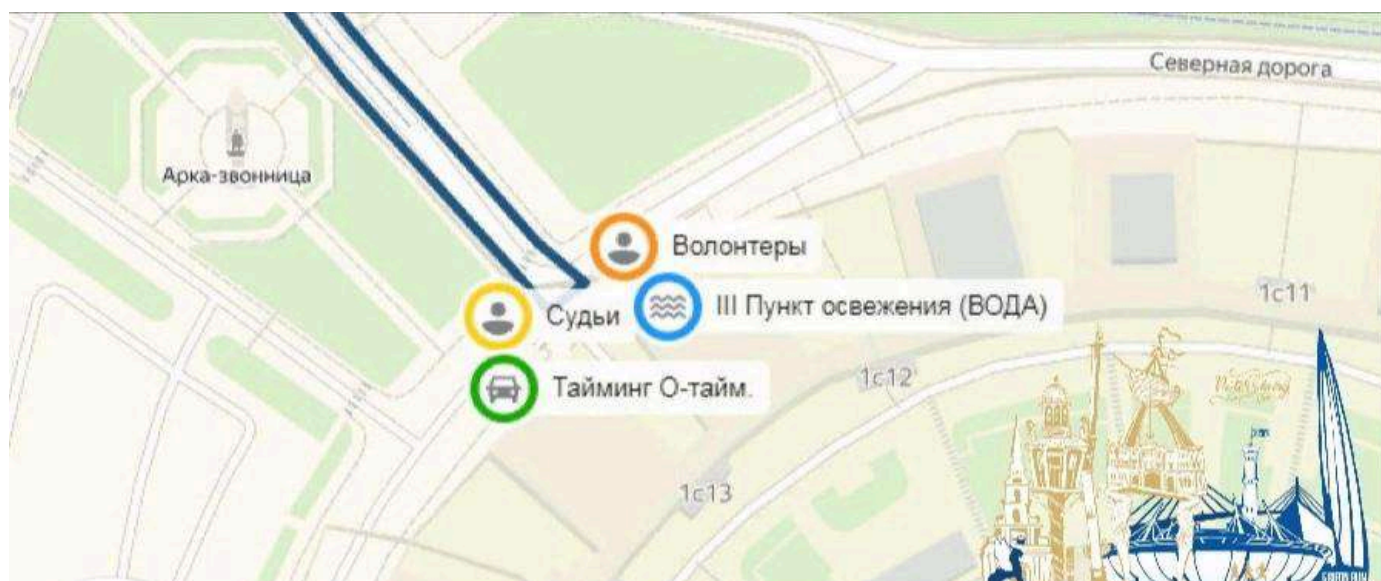 Северная дорога
Арка-звонница
Волонтеры
III Пункт освежения (ВОДА)
Судьи
Тайминг О-тайм.
1с11
1с12
1с13